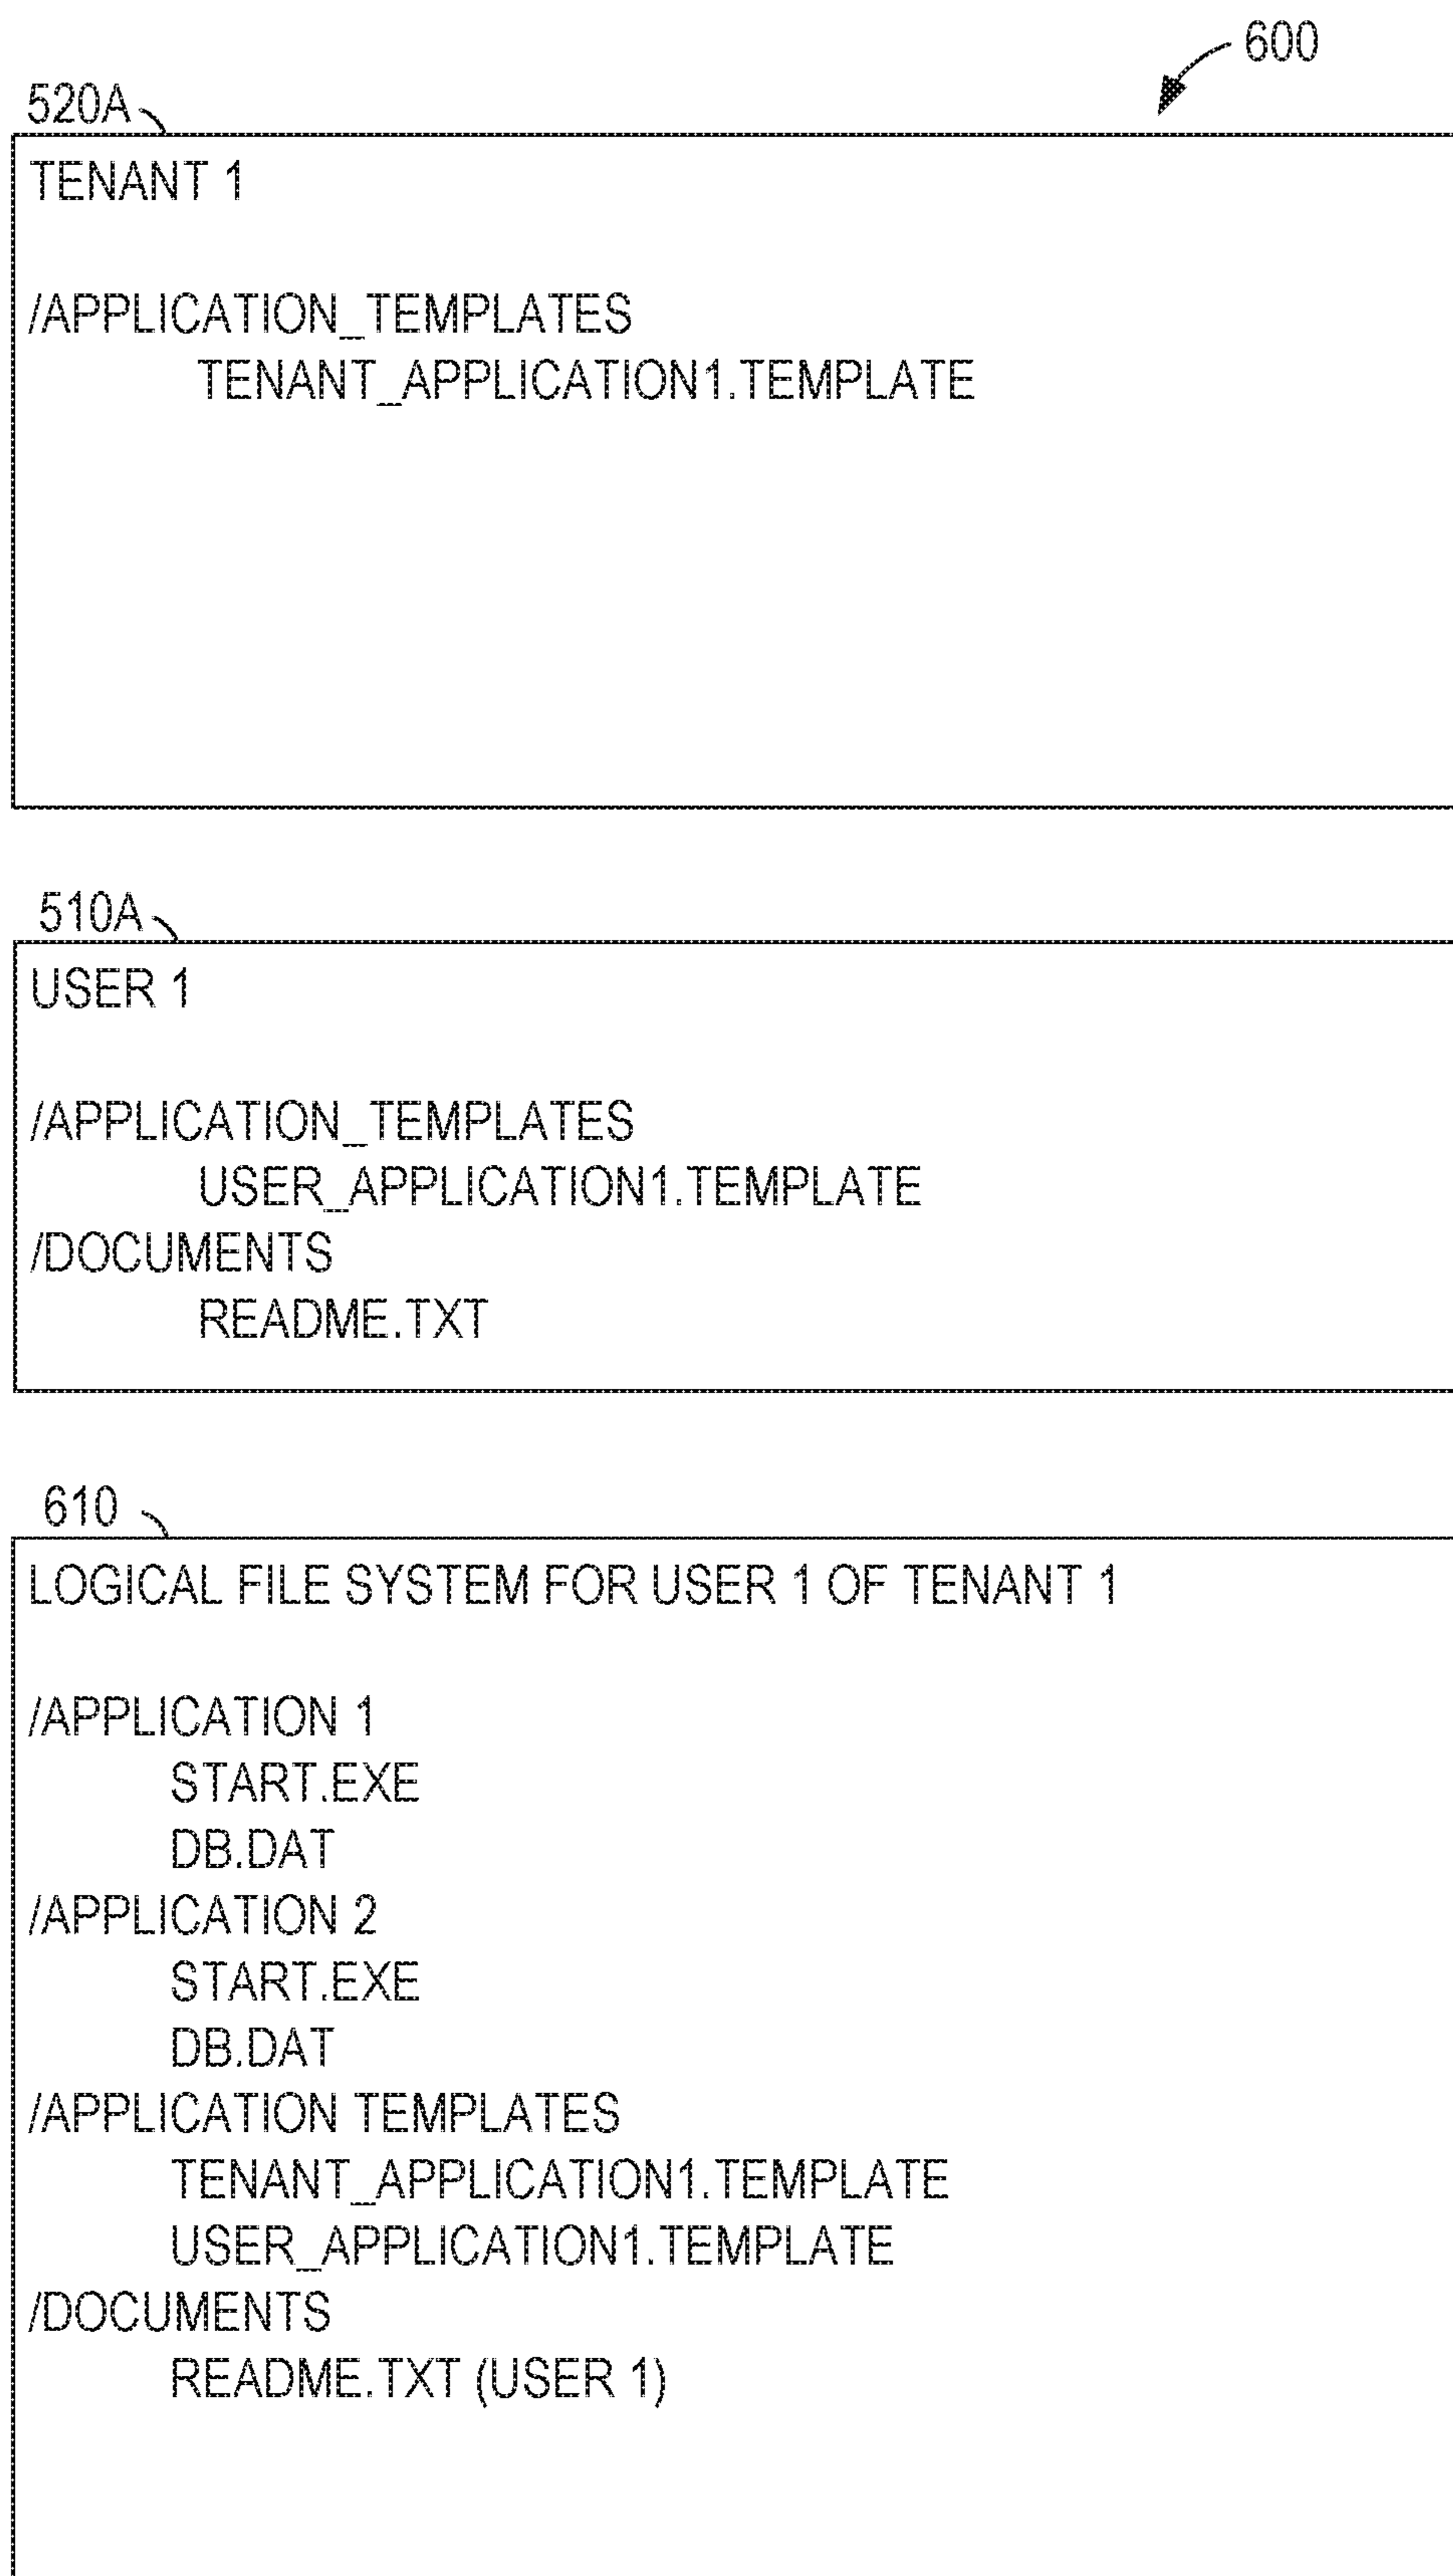 600
520A
TENANT 1
/APPLICATION_TEMPLATES
TENANT_APPLICATION1.TEMPLATE
510A
USER 1
/APPLICATION_TEMPLATES
USER_APPLICATION1.TEMPLATE
/DOCUMENTS
README.TXT
610
LOGICAL FILE SYSTEM FOR USER 1 OF TENANT 1
/APPLICATION 1
START.EXE
DB.DAT
/APPLICATION 2
START.EXE
DB.DAT
/APPLICATION TEMPLATES
TENANT_APPLICATION1.TEMPLATE
USER_APPLICATION1.TEMPLATE
/DOCUMENTS
README.TXT (USER 1)